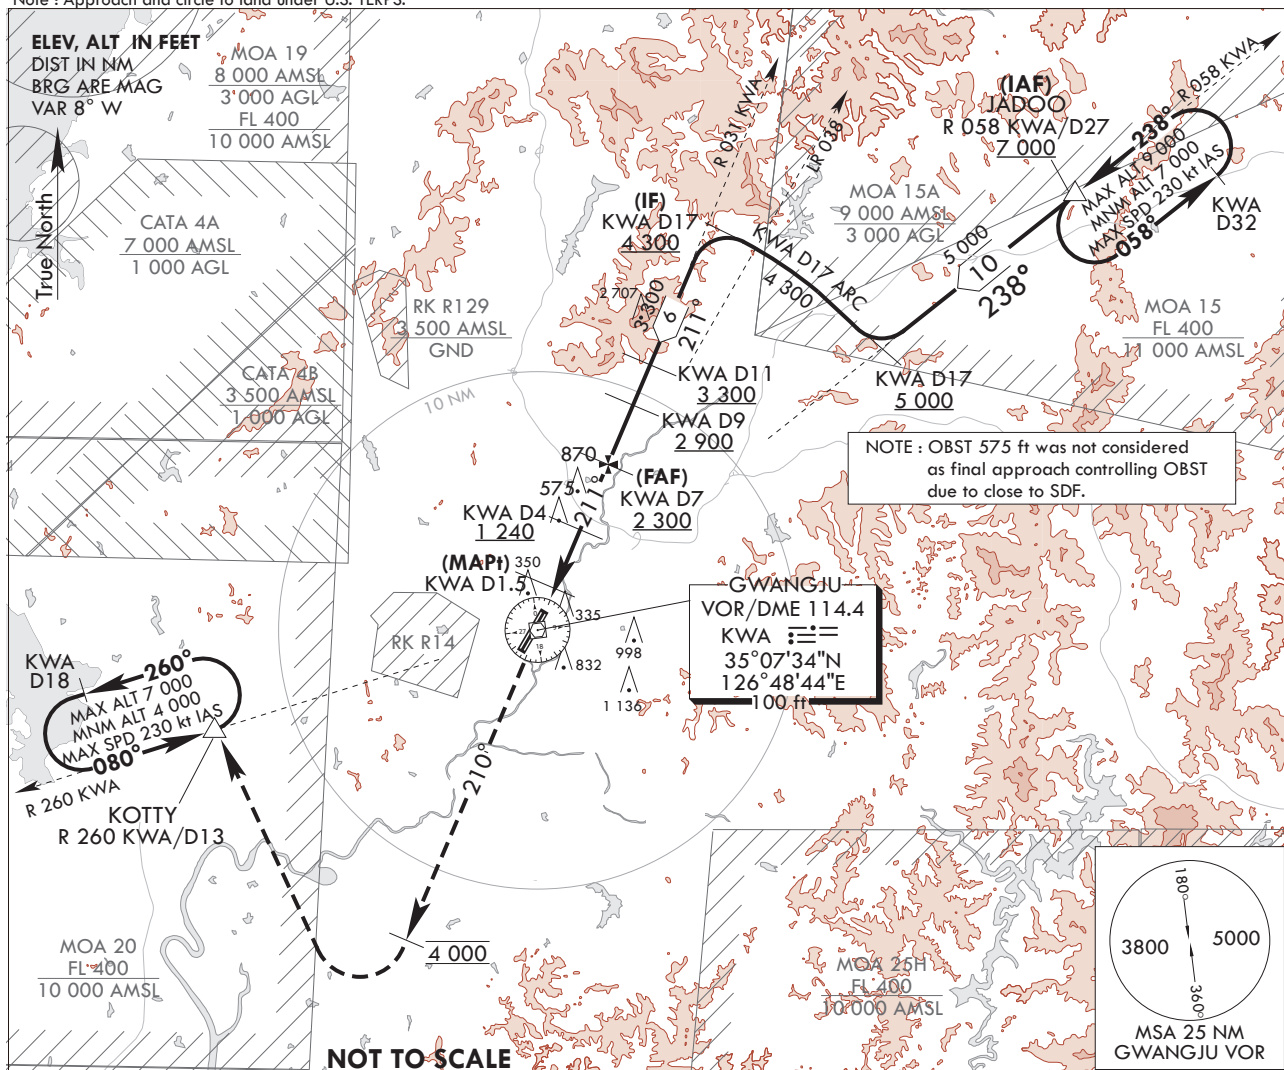 Note : Approach and circle to land under U.S. TERPS.
ELEV, ALT IN FEET
DIST IN NM
BRG ARE MAG
VAR 8° W
True North
MOA 19
8 000 AMSL
3 000 AGL
FL 400
10 000 AMSL
CATA 4A
7 000 AMSL
1 000 AGL
RK R129
3 500 AMSL
GND
CATA 4B
3 500 AMSL
1 000 AGL
10 NM
(IF)
KWA D17
4 300
2 707
3 300
6
211°
R 031 KWA
R 038
KWA D17 ARC
4 300
MOA 15A
9 000 AMSL
3 000 AGL
(IAF)
JADOO
R 058 KWA/D27
7 000
R 058 KWA
238°
MAX ALT 9 000
MNM ALT 7 000
MAX SPD 230 kt IAS
058°
KWA
D32
5 000
10
238°
MOA 15
FL 400
11 000 AMSL
KWA D17
5 000
KWA D11
3 300
KWA D9
2 900
870
(FAF)
KWA D7
2 300
575
211°
KWA D4
1 240
(MAPt)
KWA D1.5
350
335
832
998
1 136
NOTE : OBST 575 ft was not considered
as final approach controlling OBST
due to close to SDF.
GWANGJU
VOR/DME 114.4
KWA
35°07'34"N
126°48'44"E
100 ft
RK R14
27
18
KWA
D18
260°
MAX ALT 7 000
MNM ALT 4 000
MAX SPD 230 kt IAS
080°
R 260 KWA
KOTTY
R 260 KWA/D13
210°
4 000
MOA 20
FL 400
10 000 AMSL
MOA 25H
FL 400
10 000 AMSL
180°
3800
5000
360°
MSA 25 NM
GWANGJU VOR
NOT TO SCALE